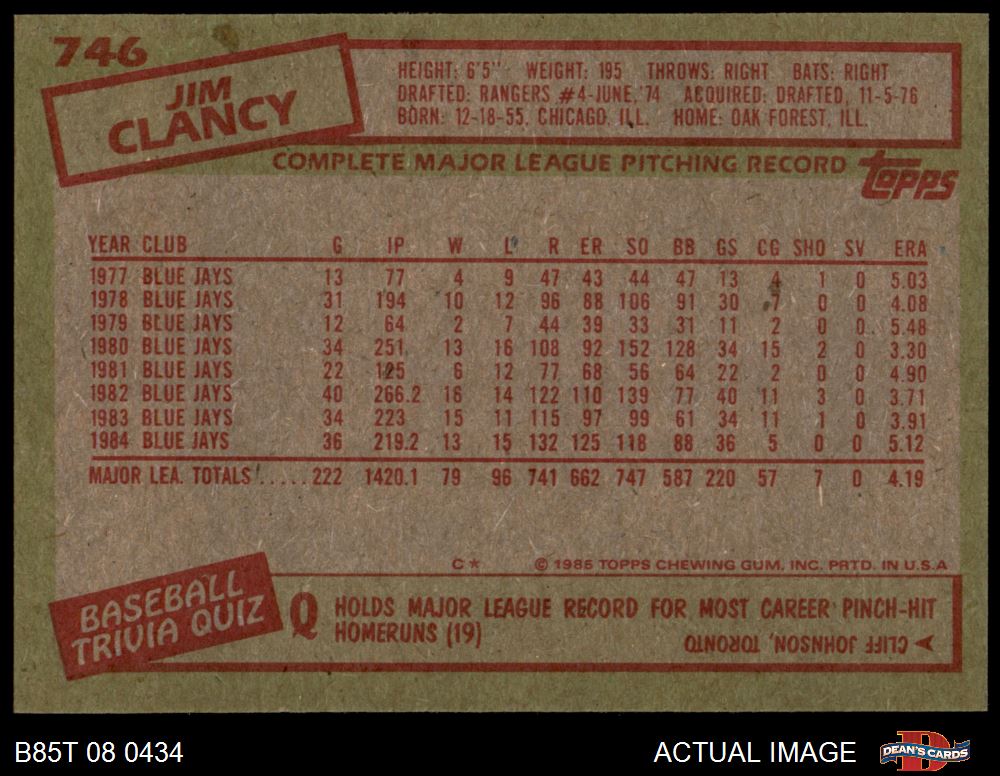 746
JIM
CLANCY
HEIGHT: 6'5" WEIGHT: 195 THROWS: RIGHT BATS: RIGHT
DRAFTED: RANGERS #4-JUNE, '74 ACQUIRED: DRAFTED, 11-5-76
BORN: 12-18-55, CHICAGO, ILL. HOME: OAK FOREST, ILL.
COMPLETE MAJOR LEAGUE PITCHING RECORD
TOPPS
YEAR CLUB G IP W L R ER SO BB GS CG SHO SV ERA
1977 BLUE JAYS 13 77 4 9 47 43 44 47 13 4 1 0 5.03
1978 BLUE JAYS 31 194 10 12 96 88 106 91 30 7 0 0 4.08
1979 BLUE JAYS 12 64 2 7 44 39 33 31 11 2 0 0 5.48
1980 BLUE JAYS 34 251 13 16 108 92 152 128 34 15 2 0 3.30
1981 BLUE JAYS 22 125 6 12 77 68 56 64 22 2 0 0 4.90
1982 BLUE JAYS 40 266.2 16 14 122 110 139 77 40 11 3 0 3.71
1983 BLUE JAYS 34 223 15 11 115 97 99 61 34 11 1 0 3.91
1984 BLUE JAYS 36 219.2 13 15 132 125 118 88 36 5 0 0 5.12
MAJOR LEA. TOTALS ..... 222 1420.1 79 96 741 662 747 587 220 57 7 0 4.19
C* © 1985 TOPPS CHEWING GUM, INC. PRTD. IN U.S.A
BASEBALL
TRIVIA QUIZ
Q HOLDS MAJOR LEAGUE RECORD FOR MOST CAREER PINCH-HIT
HOMERUNS (19)
CLIFF JOHNSON, TORONTO
B85T 08 0434
ACTUAL IMAGE
D
DEAN'S CARDS